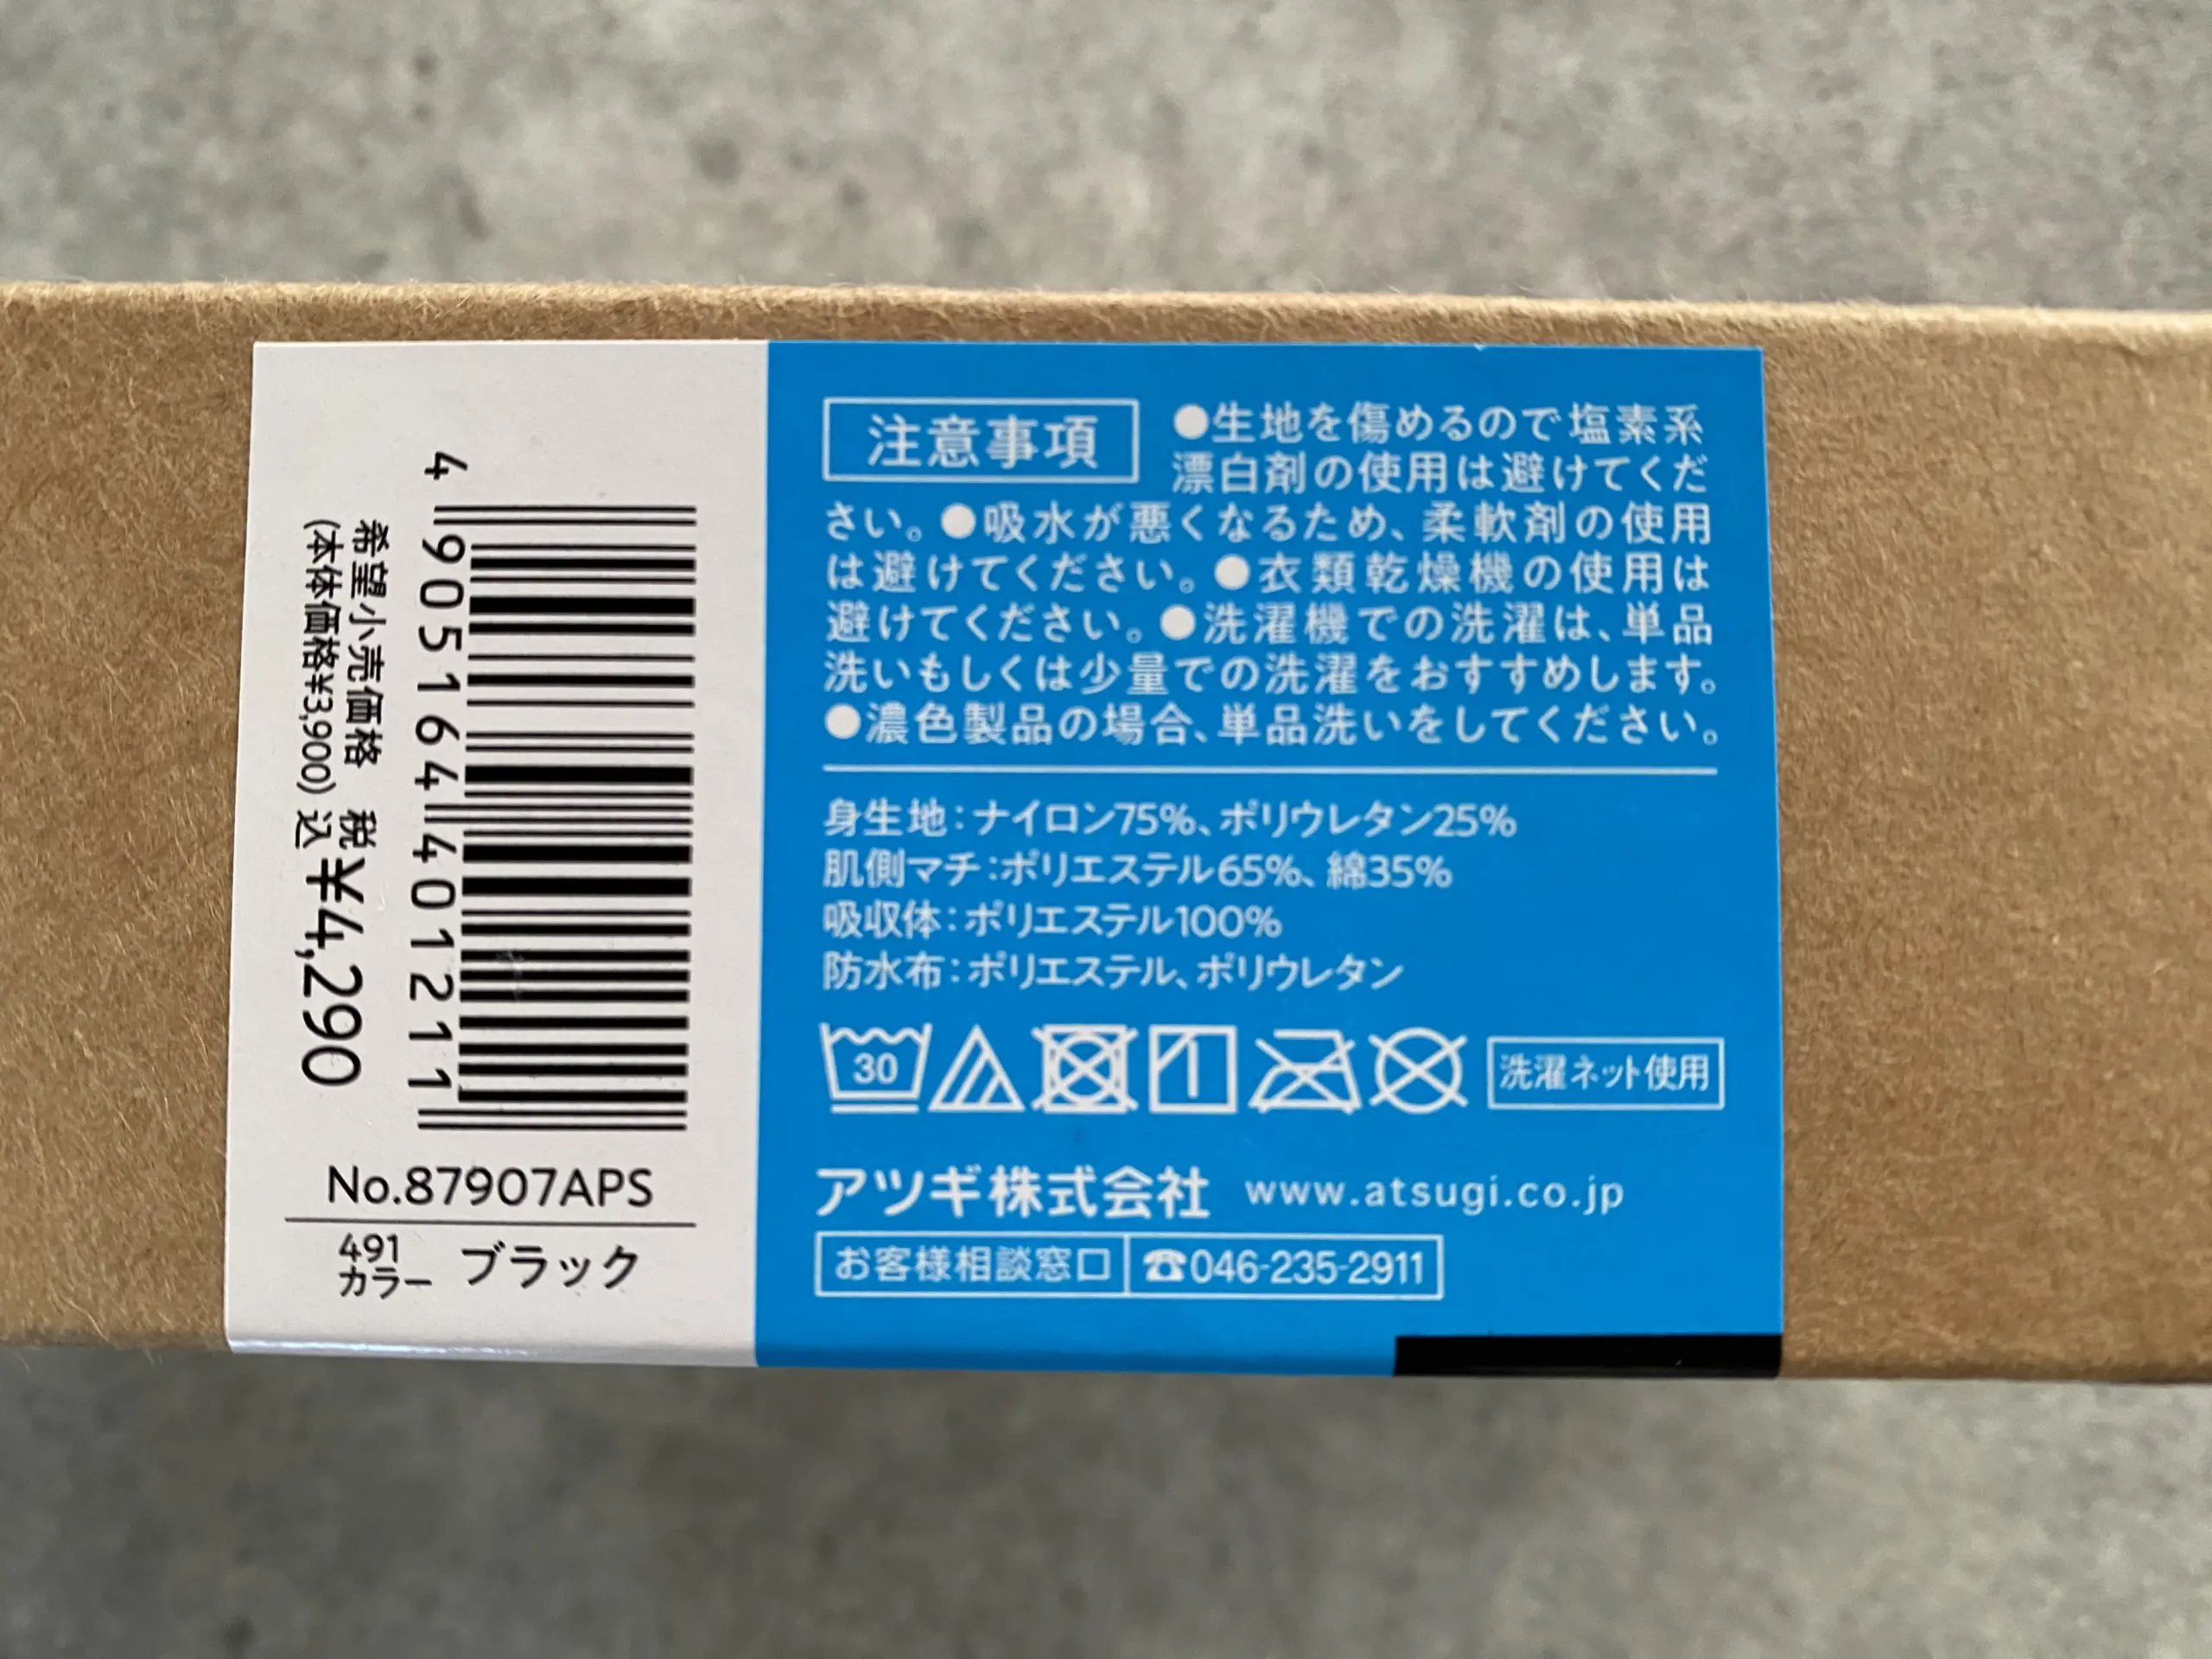 4 905164 401211
希望小売価格 税込¥4,290
(本体価格¥3,900)
No.87907APS
491
カラー ブラック
注意事項
●生地を傷めるので塩素系
漂白剤の使用は避けてくだ
さい。●吸水が悪くなるため、柔軟剤の使用
は避けてください。●衣類乾燥機の使用は
避けてください。●洗濯機での洗濯は、単品
洗いもしくは少量での洗濯をおすすめします。
●濃色製品の場合、単品洗いをしてください。
身生地:ナイロン75%、ポリウレタン25%
肌側マチ:ポリエステル65%、綿35%
吸収体:ポリエステル100%
防水布:ポリエステル、ポリウレタン
30 洗濯ネット使用
アツギ株式会社 www.atsugi.co.jp
お客様相談窓口 ☎046-235-2911